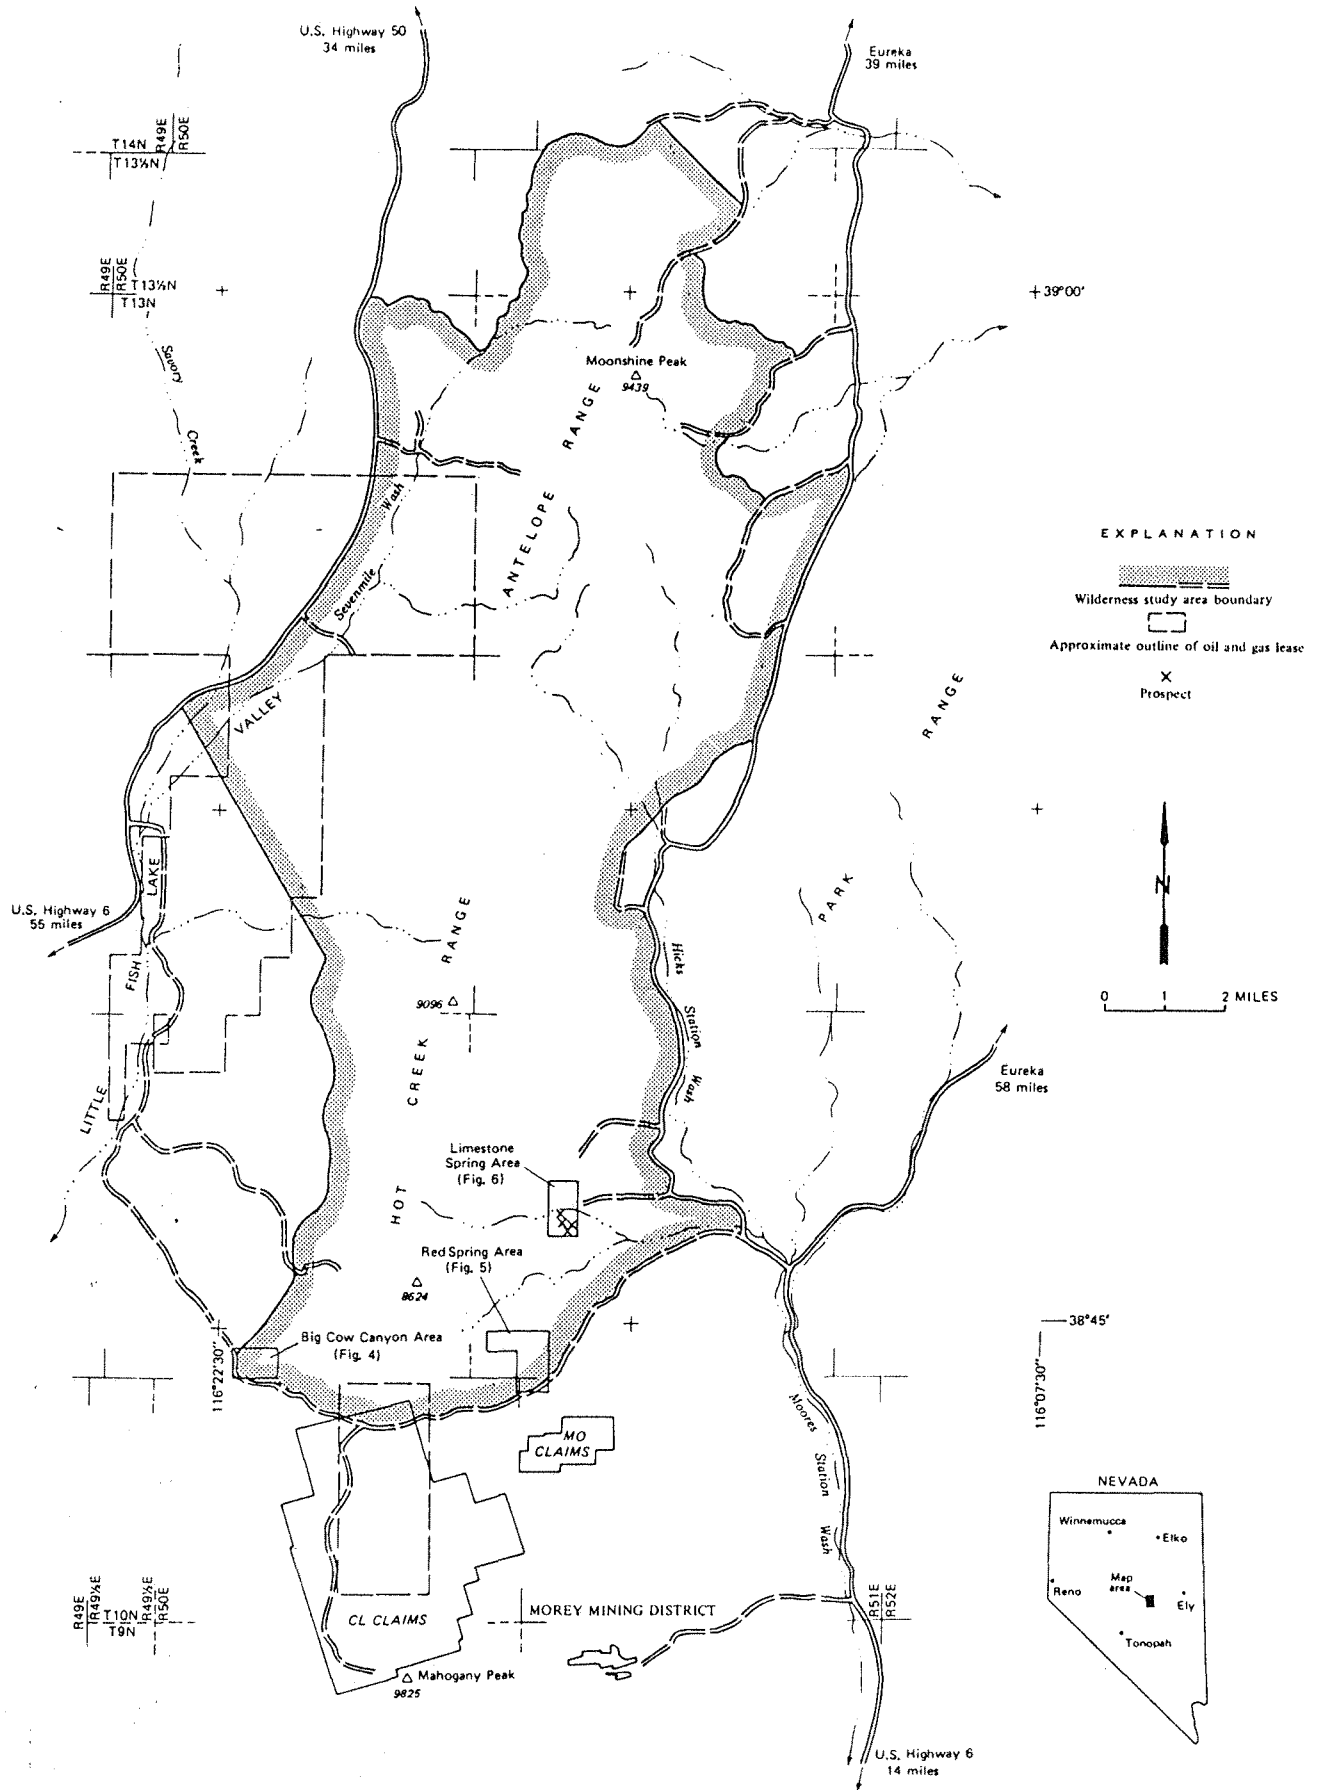 U.S. Highway 50
34 miles
Eureka
39 miles
T14N
T13½N
R49E
R50E
R49E
R50E
T13½N
T13N
39°00'
Savory
Creek
Moonshine Peak
9439
ANTELOPE RANGE
Wash
Sevenmile
EXPLANATION
Wilderness study area boundary
Approximate outline of oil and gas lease
X
Prospect
VALLEY
RANGE
PARK
N
0 1 2 MILES
LAKE
U.S. Highway 6
55 miles
FISH
LITTLE
RANGE
9096
CREEK
HOT
Hicks
Station
Wash
Eureka
58 miles
Limestone
Spring Area
(Fig. 6)
Red Spring Area
(Fig. 5)
8624
Big Cow Canyon Area
(Fig. 4)
38°45'
116°22'30"
116°07'30"
MO
CLAIMS
Moores
Station
Wash
CL CLAIMS
MOREY MINING DISTRICT
R49E
R49½E
T10N
T9N
R49½E
R50E
R51E
R52E
Mahogany Peak
9825
U.S. Highway 6
14 miles
NEVADA
Winnemucca
Elko
Reno
Map
area
Ely
Tonopah